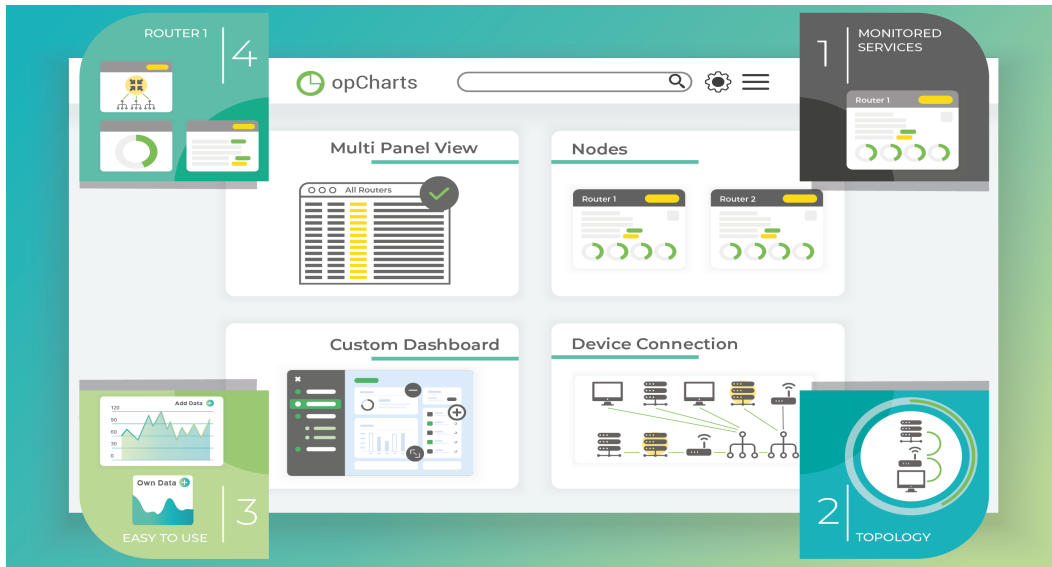 ROUTER 1
4
opCharts
1
MONITORED
SERVICES
Router 1
Multi Panel View
All Routers
Nodes
Router 1
Router 2
Custom Dashboard
Device Connection
120
90
60
30
0
Add Data
Own Data
3
EASY TO USE
2
TOPOLOGY